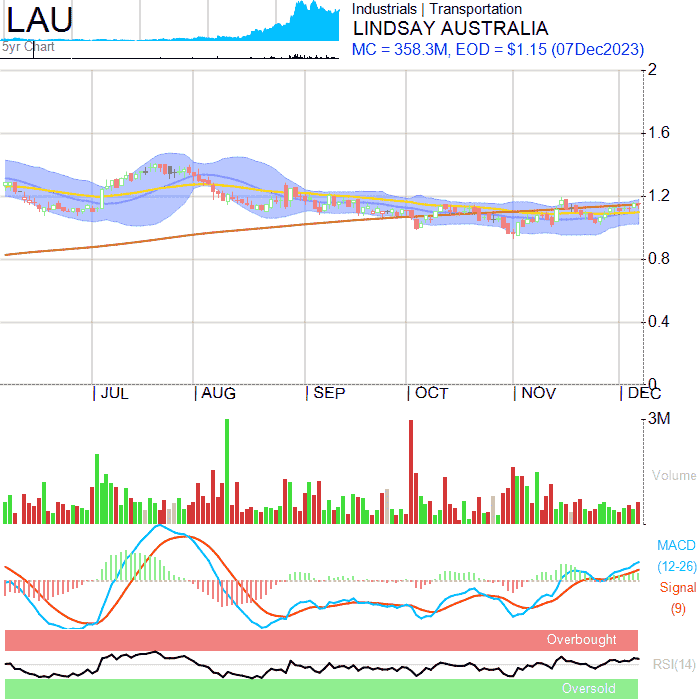 LAU
5yr Chart
Industrials | Transportation
LINDSAY AUSTRALIA
MC = 358.3M, EOD = $1.15 (07Dec2023)
2
1.6
1.2
0.8
0.4
0
JUL AUG SEP OCT NOV DEC
3M
Volume
MACD
(12-26)
Signal
(9)
Overbought
RSI(14)
Oversold